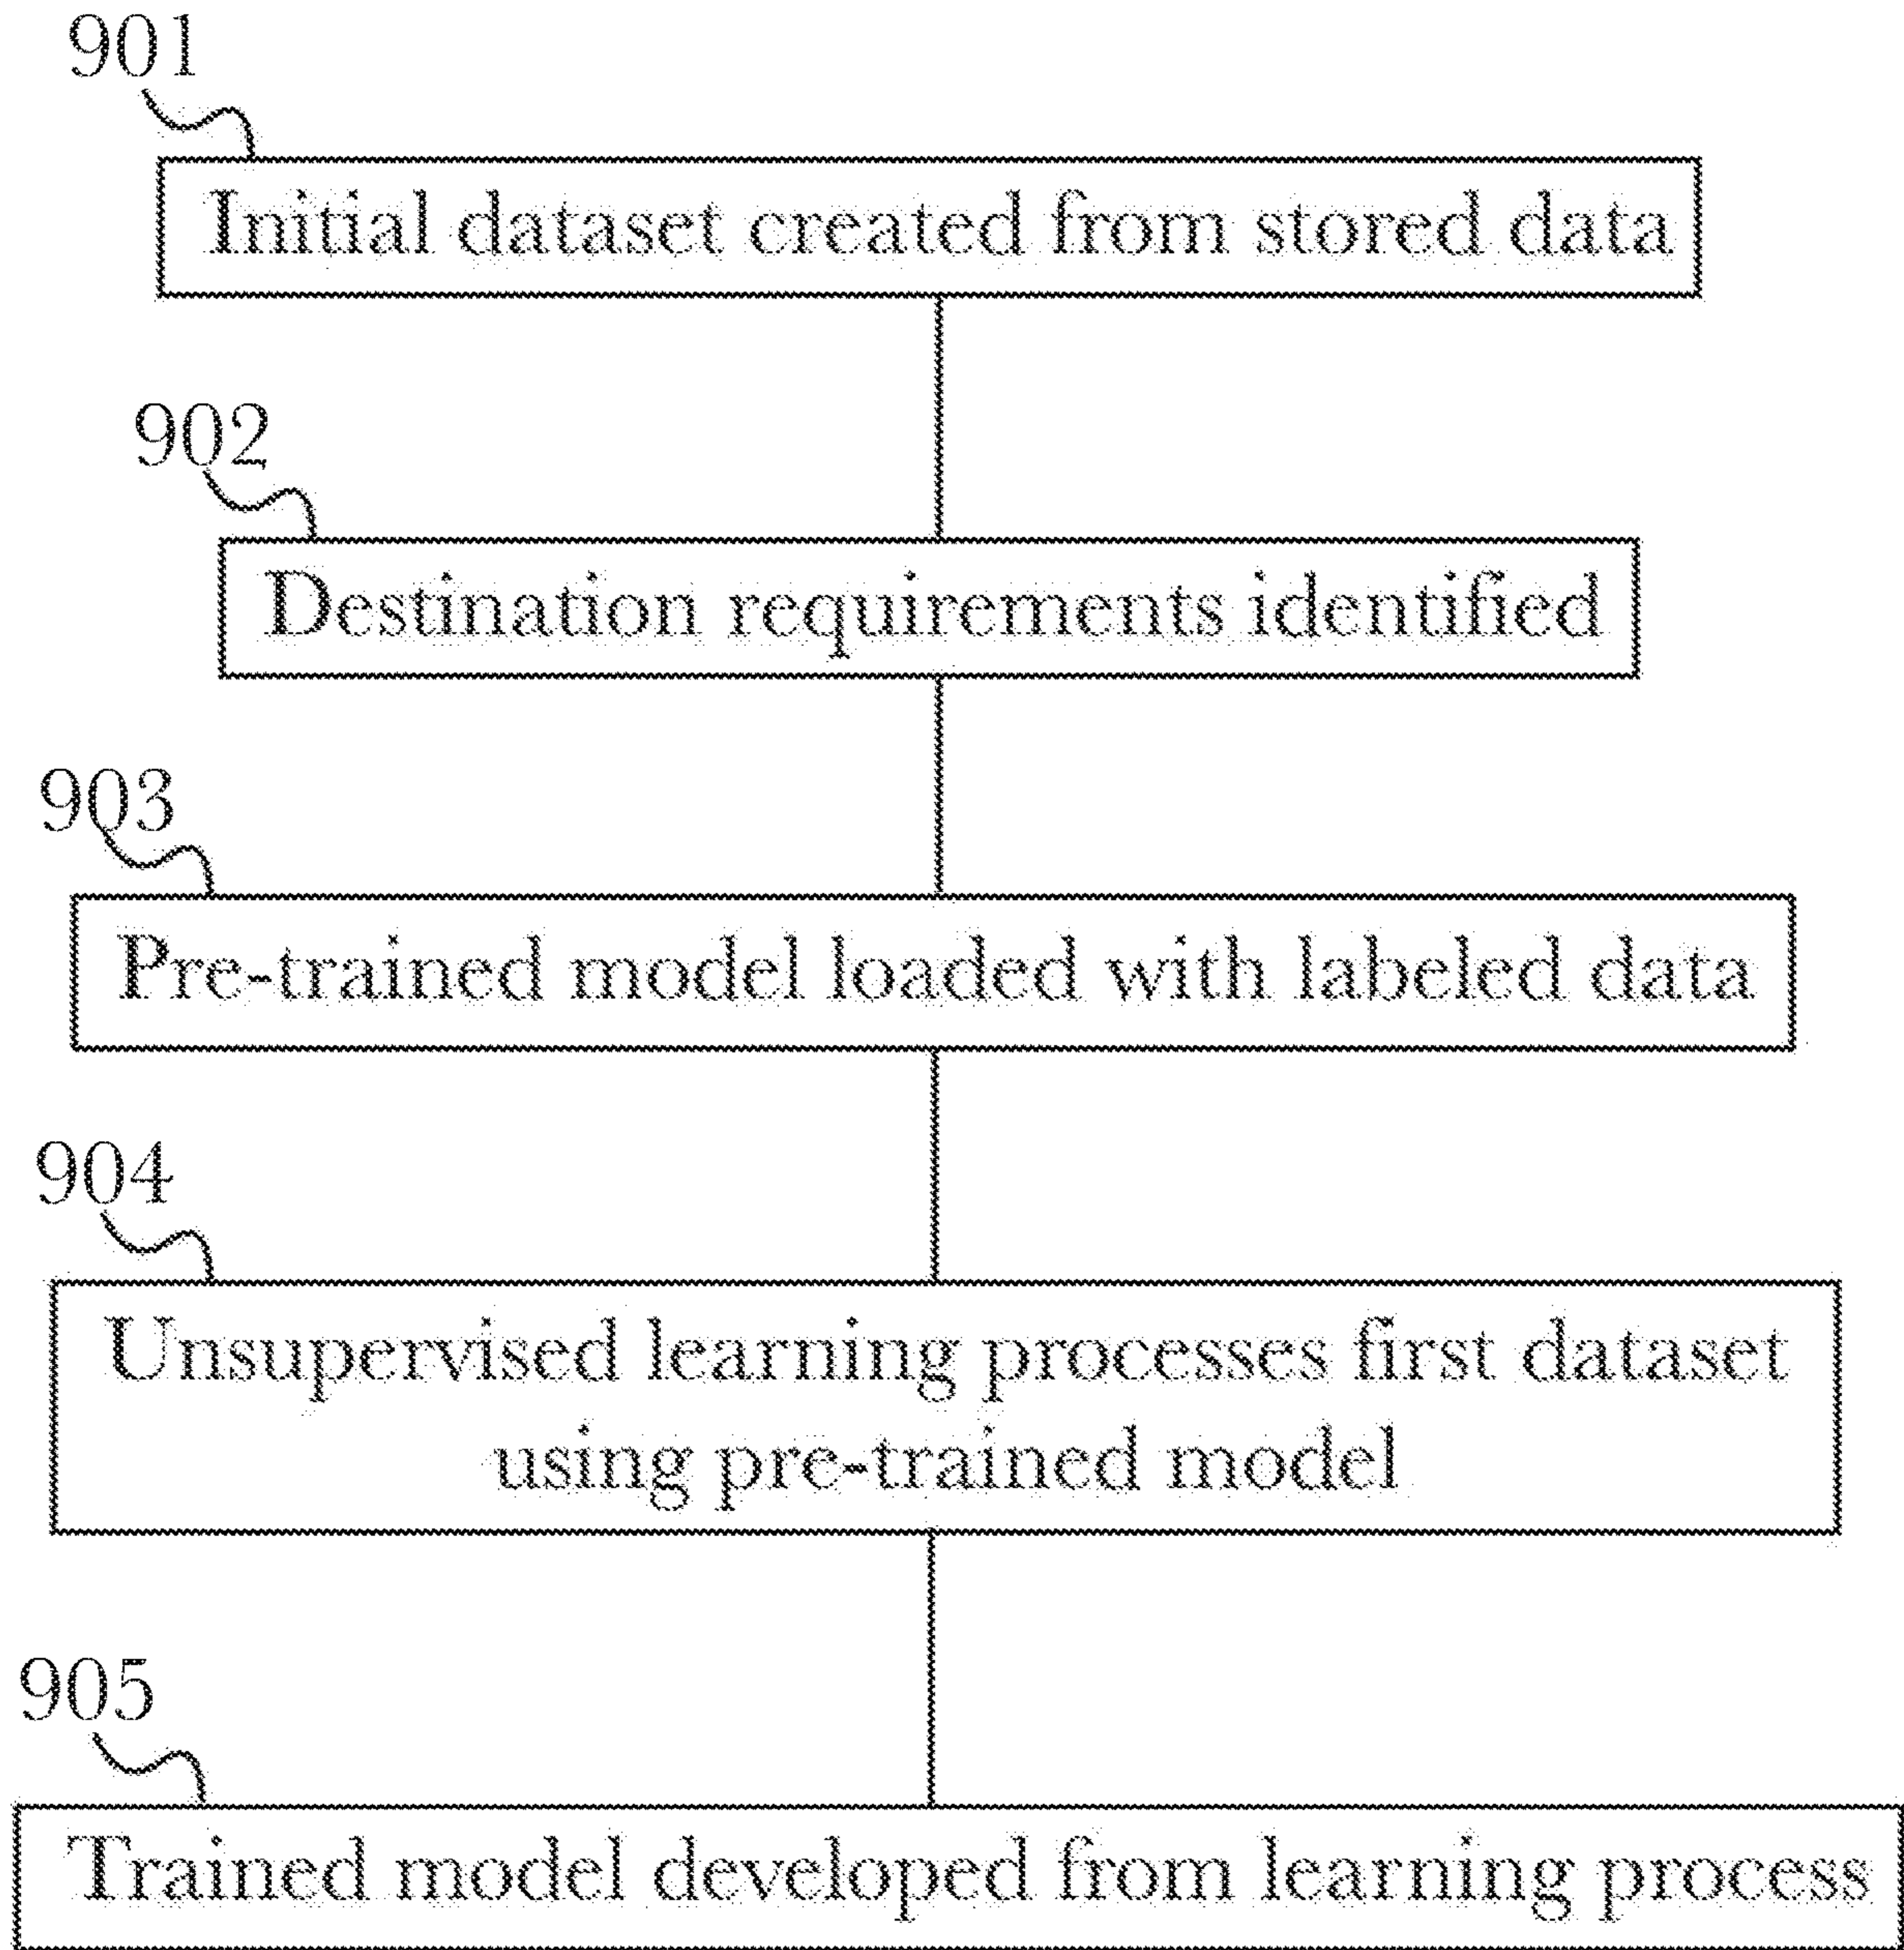 901
Initial dataset created from stored data
902
Destination requirements identified
903
Pre-trained model loaded with labeled data
904
Unsupervised learning processes first dataset
using pre-trained model
905
Trained model developed from learning process